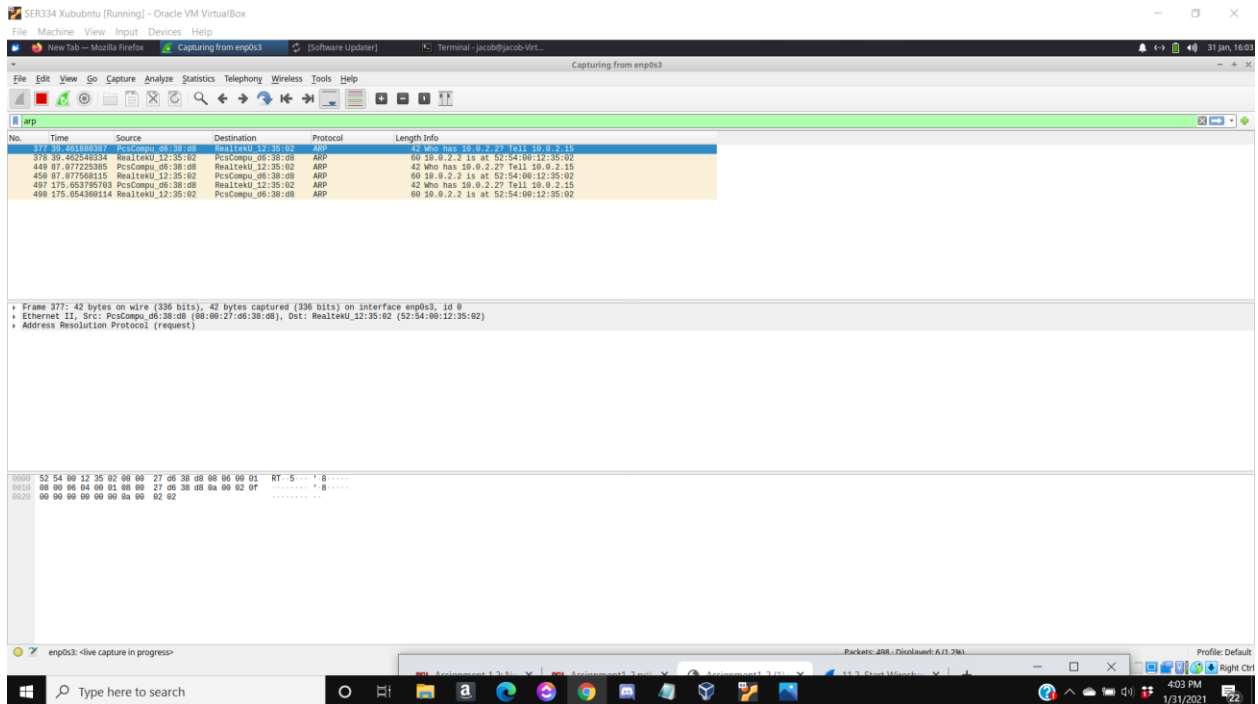 SER334 Xububntu [Running] - Oracle VM VirtualBox
File Machine View Input Devices Help
New Tab — Mozilla Firefox Capturing from enp0s3 [Software Updater] Terminal - jacob@jacob-Virt... 31 Jan, 16:03
Capturing from enp0s3
File Edit View Go Capture Analyze Statistics Telephony Wireless Tools Help
arp
No. Time Source Destination Protocol Length Info
377 39.461880387 PcsCompu_d6:38:d8 RealtekU_12:35:02 ARP 42 Who has 10.0.2.2? Tell 10.0.2.15
378 39.462540334 RealtekU_12:35:02 PcsCompu_d6:38:d8 ARP 60 10.0.2.2 is at 52:54:00:12:35:02
449 87.077225385 PcsCompu_d6:38:d8 RealtekU_12:35:02 ARP 42 Who has 10.0.2.2? Tell 10.0.2.15
450 87.077568115 RealtekU_12:35:02 PcsCompu_d6:38:d8 ARP 60 10.0.2.2 is at 52:54:00:12:35:02
497 175.653795703 PcsCompu_d6:38:d8 RealtekU_12:35:02 ARP 42 Who has 10.0.2.2? Tell 10.0.2.15
498 175.654360114 RealtekU_12:35:02 PcsCompu_d6:38:d8 ARP 60 10.0.2.2 is at 52:54:00:12:35:02
Frame 377: 42 bytes on wire (336 bits), 42 bytes captured (336 bits) on interface enp0s3, id 0
Ethernet II, Src: PcsCompu_d6:38:d8 (08:00:27:d6:38:d8), Dst: RealtekU_12:35:02 (52:54:00:12:35:02)
Address Resolution Protocol (request)
0000 52 54 00 12 35 02 08 00 27 d6 38 d8 08 06 00 01 RT··5··· '·8·····
0010 08 00 06 04 00 01 08 00 27 d6 38 d8 0a 00 02 0f ········ '·8·····
0020 00 00 00 00 00 00 0a 00 02 02 ········ ··
enp0s3: <live capture in progress> Packets: 498 · Displayed: 6 (1.2%) Profile: Default
Right Ctrl
Type here to search
4:03 PM
1/31/2021
22